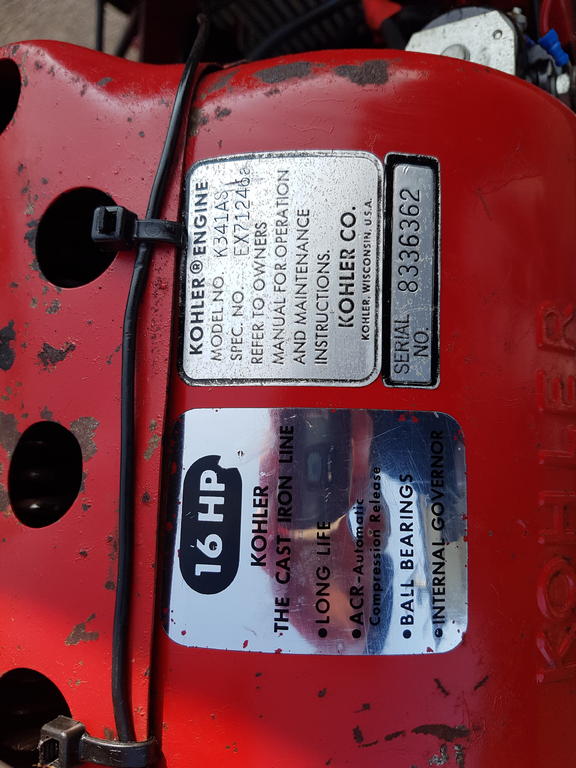 KOHLER® ENGINE
MODEL NO. K341AS
SPEC. NO. EX71246a
REFER TO OWNERS
MANUAL FOR OPERATION
AND MAINTENANCE
INSTRUCTIONS.
KOHLER CO.
KOHLER, WISCONSIN, U.S.A.
SERIAL NO. 8336362
16 HP
KOHLER
THE CAST IRON LINE
•LONG LIFE
•ACR-Automatic
Compression Release
•BALL BEARINGS
•INTERNAL GOVERNOR
KOHLER